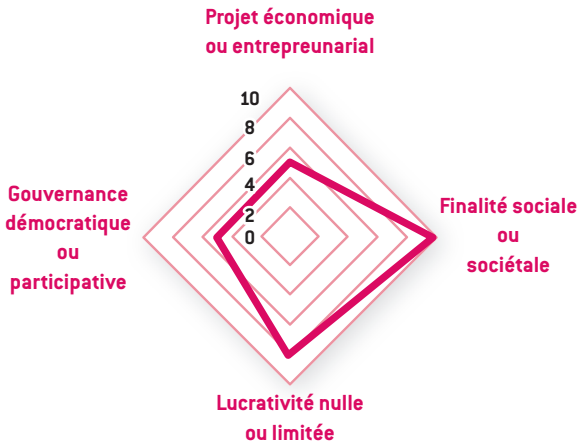 Projet économique
ou entrepreunarial
10
8
6
4
2
0
Gouvernance
démocratique
ou
participative
Finalité sociale
ou
sociétale
Lucrativité nulle
ou limitée